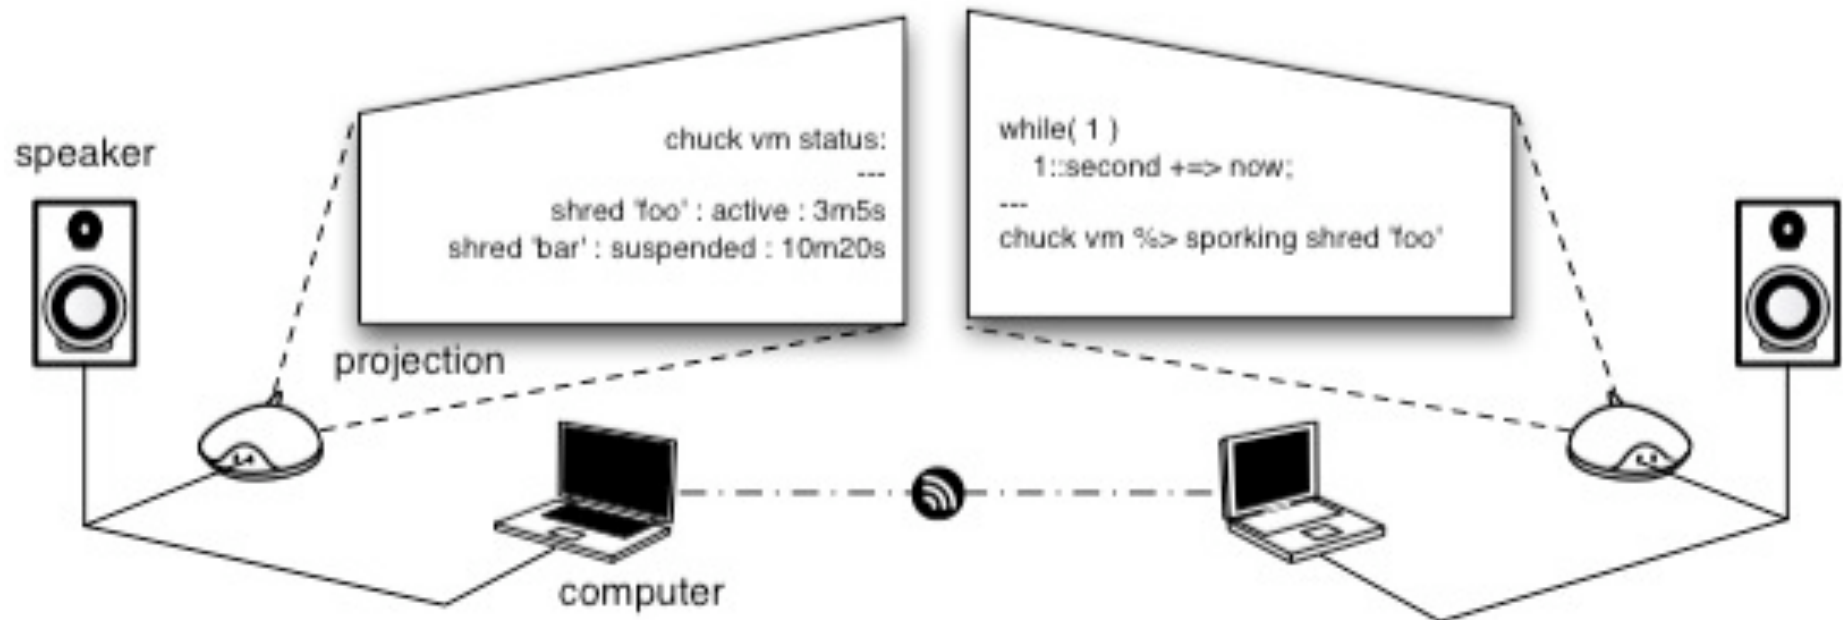 speaker
chuck vm status:
---
shred 'foo' : active : 3m5s
shred 'bar' : suspended : 10m20s
while( 1 )
1::second +=> now;
---
chuck vm %> sporking shred 'foo'
projection
computer